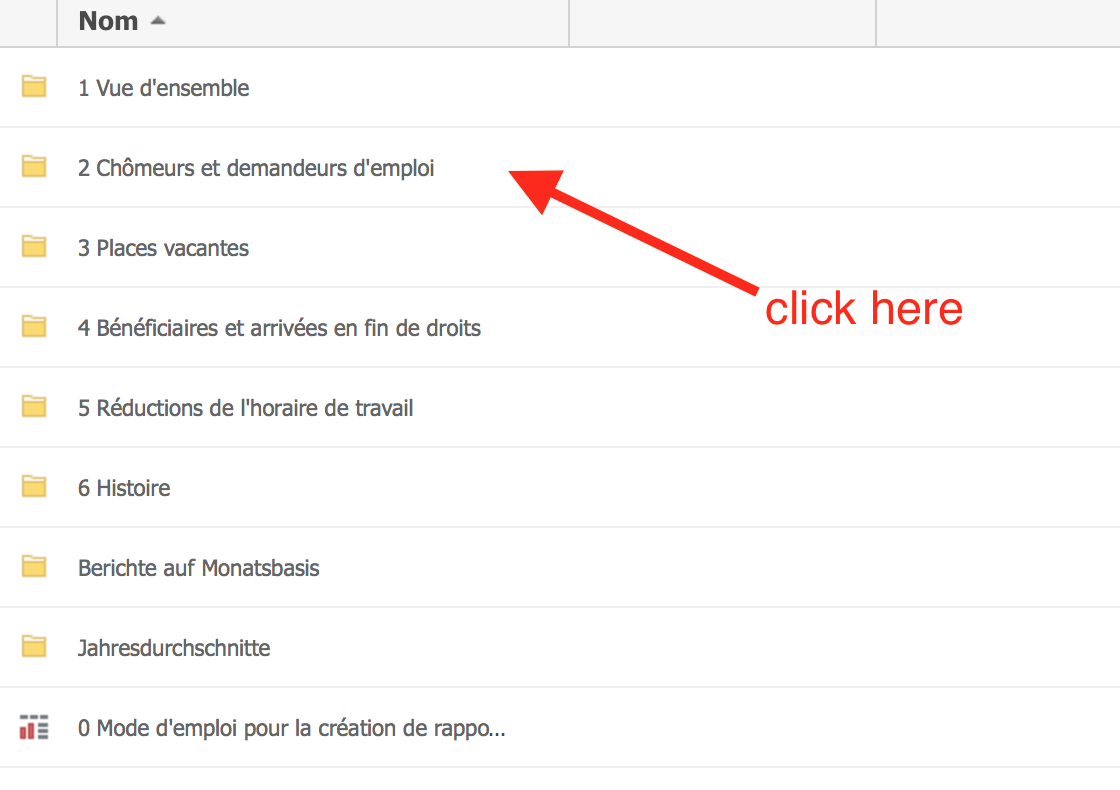 Nom
1 Vue d'ensemble
2 Chômeurs et demandeurs d'emploi
3 Places vacantes
click here
4 Bénéficiaires et arrivées en fin de droits
5 Réductions de l'horaire de travail
6 Histoire
Berichte auf Monatsbasis
Jahresdurchschnitte
0 Mode d'emploi pour la création de rappo...